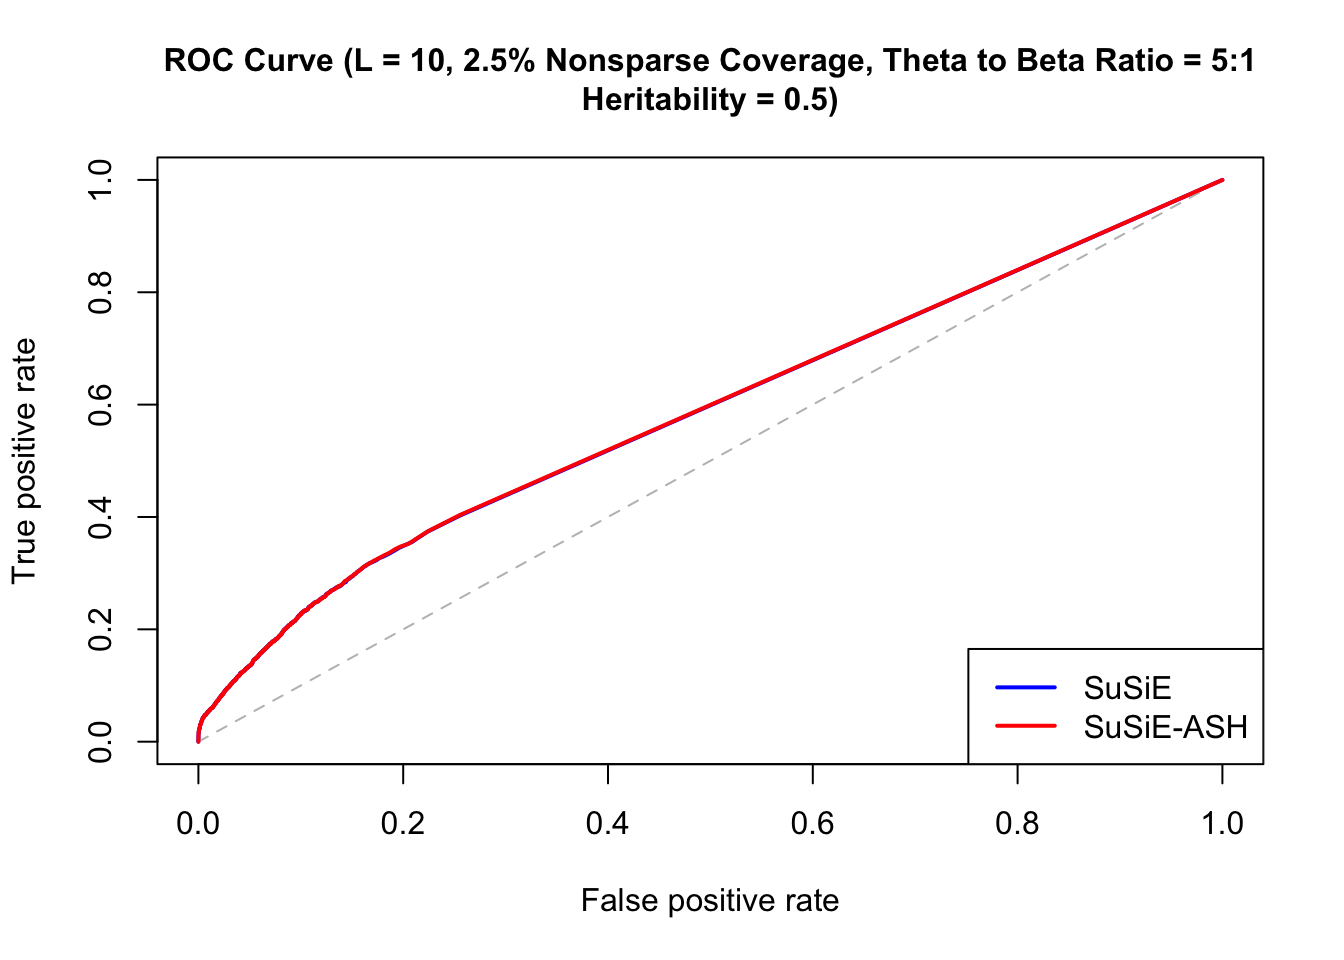 ROC Curve (L = 10, 2.5% Nonsparse Coverage, Theta to Beta Ratio = 5:1
Heritability = 0.5)
True positive rate
1.0
0.8
0.6
0.4
0.2
0.0
SuSiE
SuSiE-ASH
0.0 0.2 0.4 0.6 0.8 1.0
False positive rate